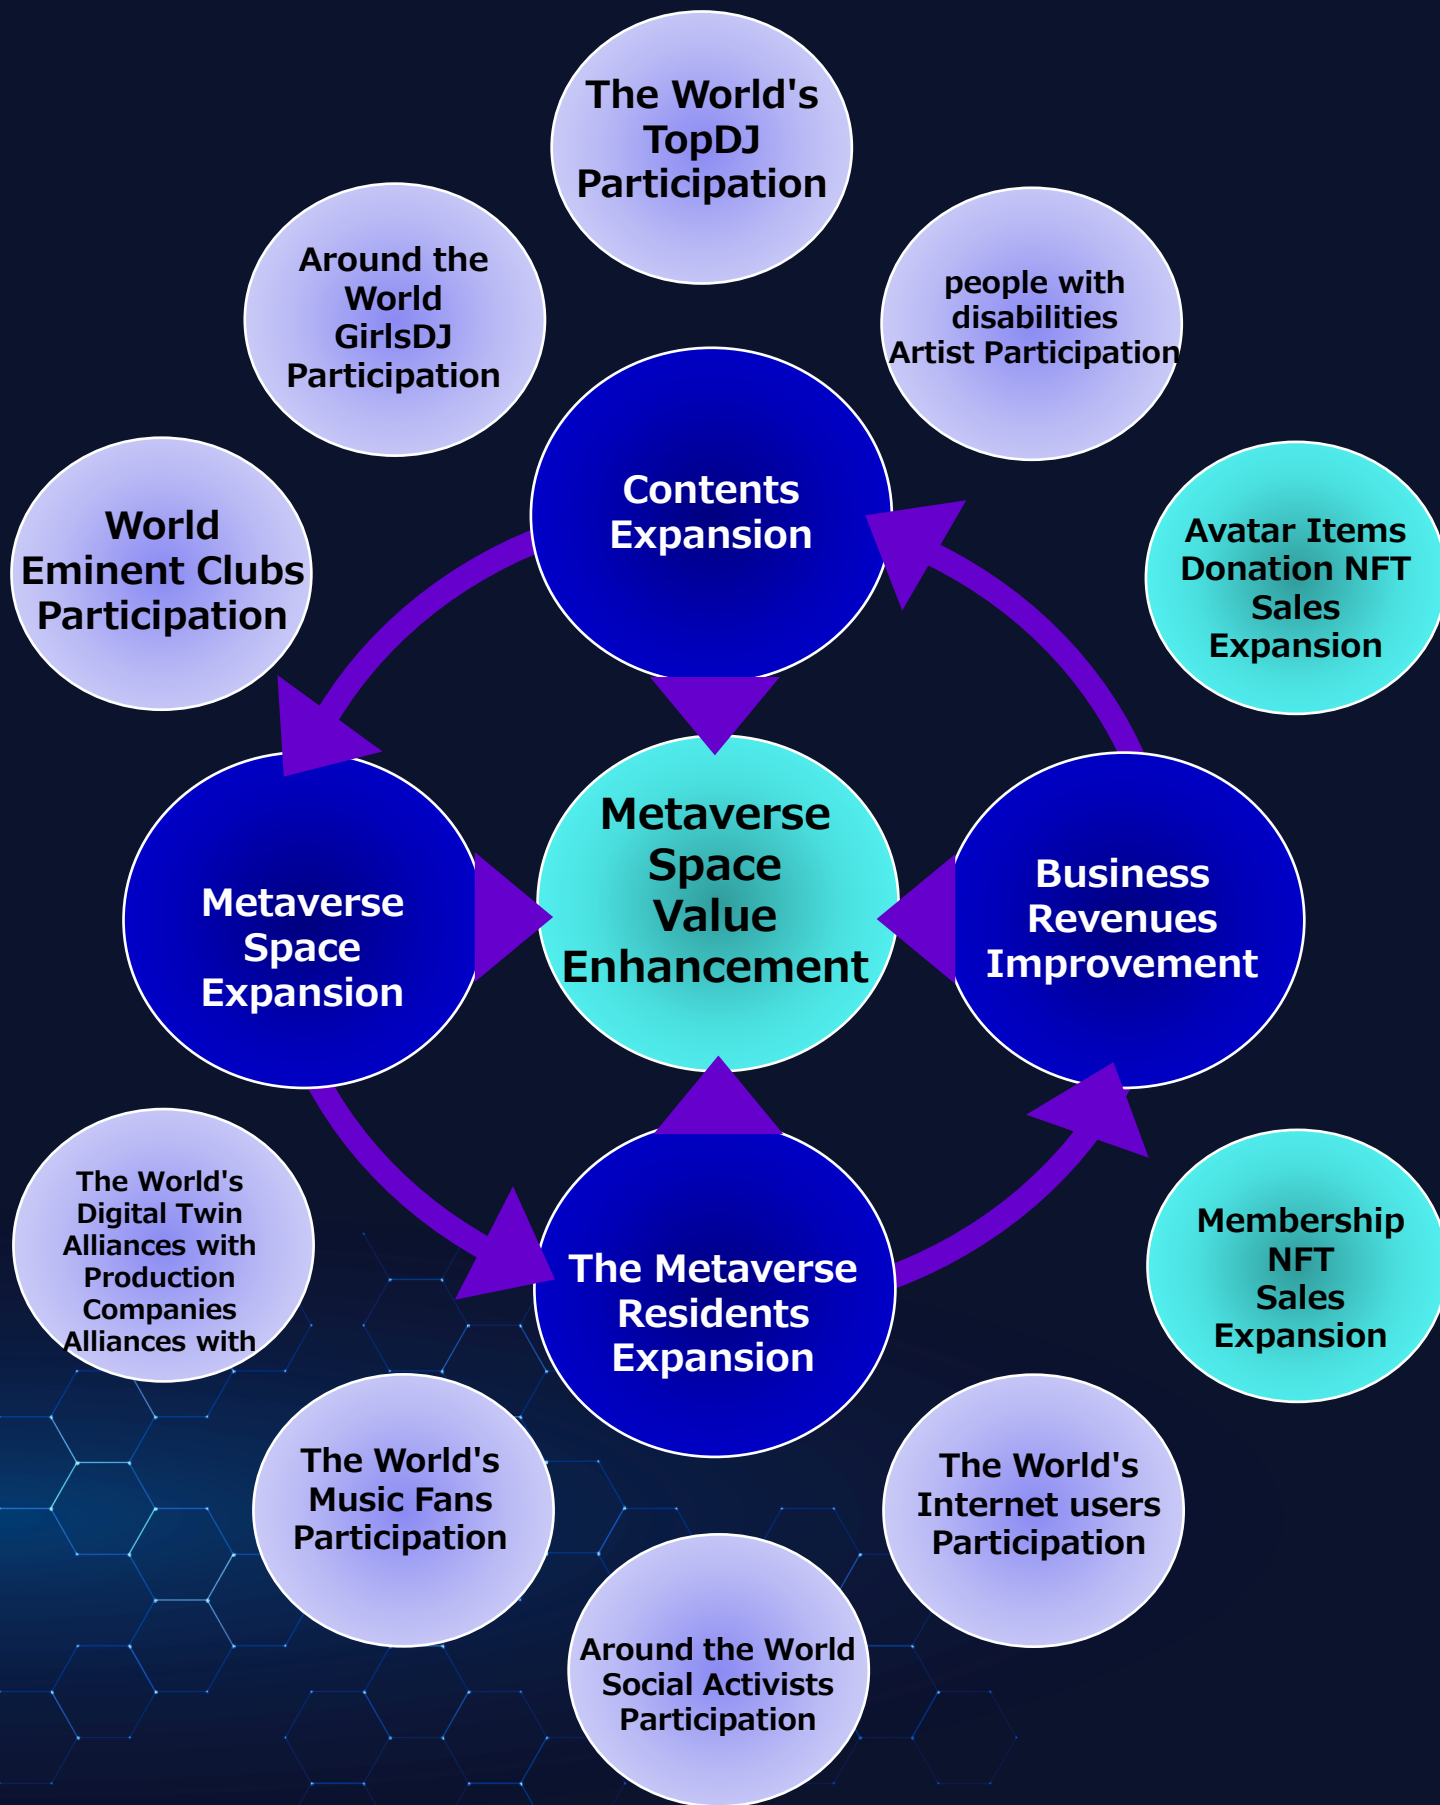 The World's
TopDJ
Participation
Around the
World
GirlsDJ
Participation
people with
disabilities
Artist Participation
World
Eminent Clubs
Participation
Contents
Expansion
Avatar Items
Donation NFT
Sales
Expansion
Metaverse
Space
Expansion
Metaverse
Space
Value
Enhancement
Business
Revenues
Improvement
The World's
Digital Twin
Alliances with
Production
Companies
Alliances with
The Metaverse
Residents
Expansion
Membership
NFT
Sales
Expansion
The World's
Music Fans
Participation
The World's
Internet users
Participation
Around the World
Social Activists
Participation